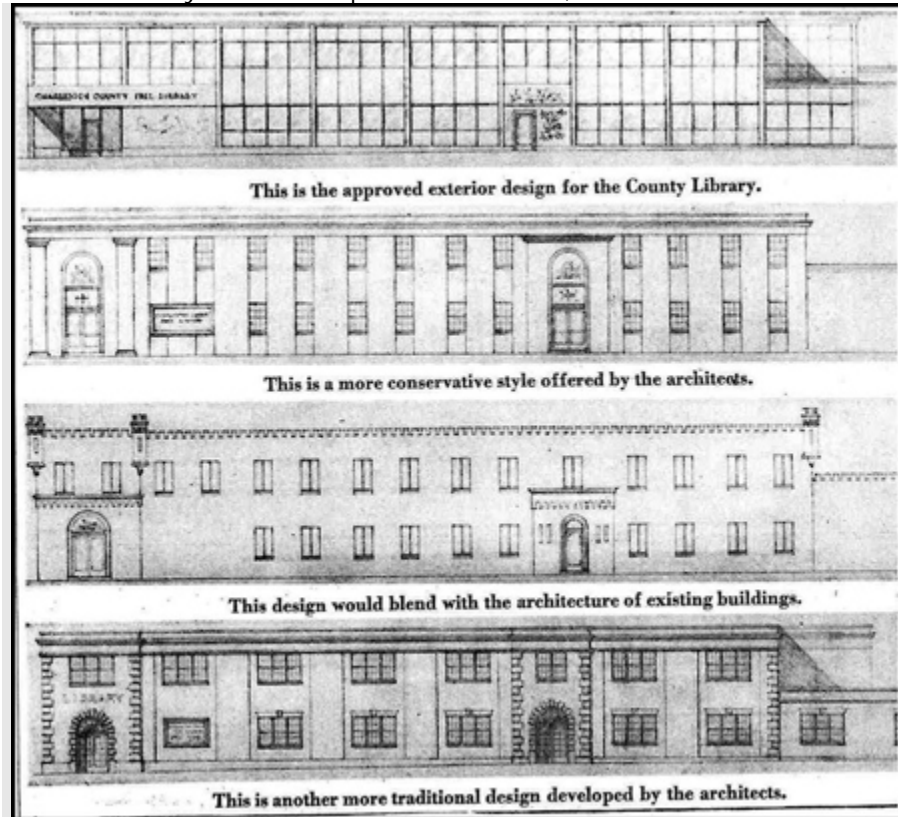 COUNTY FREE LIBRARY
This is the approved exterior design for the County Library.
This is a more conservative style offered by the architects.
This design would blend with the architecture of existing buildings.
LIBRARY
This is another more traditional design developed by the architects.